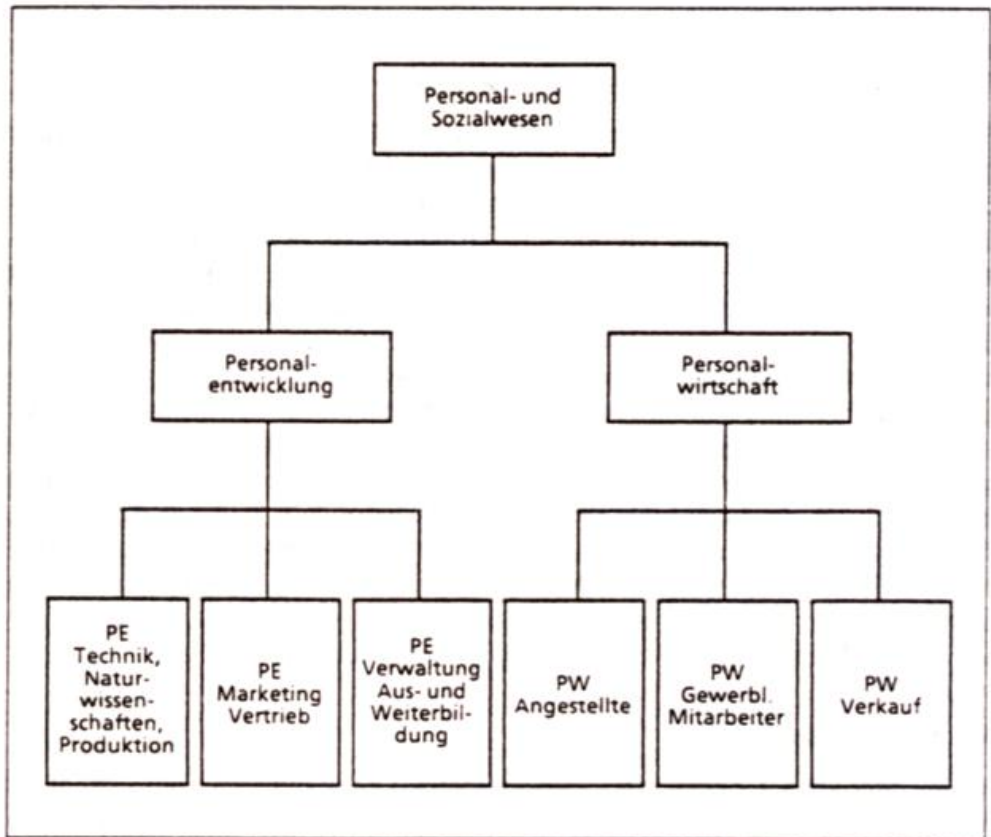 Personal- und
Sozialwesen
Personal-
entwicklung
Personal-
wirtschaft
PE
Technik,
Natur-
wissen-
schaften,
Produktion
PE
Marketing
Vertrieb
PE
Verwaltung
Aus- und
Weiterbil-
dung
PW
Angestellte
PW
Gewerbl.
Mitarbeiter
PW
Verkauf